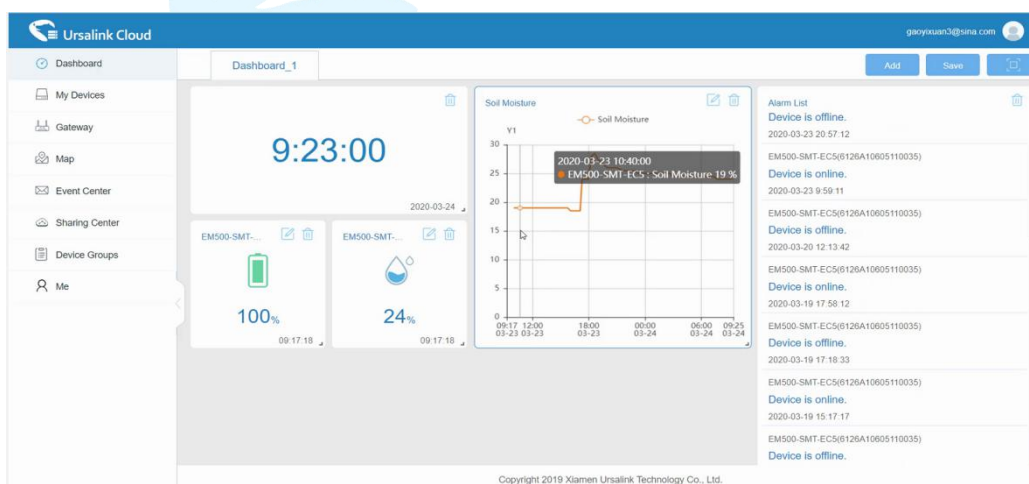 Ursalink Cloud
gaoyixuan3@sina.com
Dashboard
My Devices
Gateway
Map
Event Center
Sharing Center
Device Groups
Me
Dashboard_1
Add
Save
9:23:00
2020-03-24
EM500-SMT-...
100%
09:17:18
EM500-SMT-...
24%
09:17:18
Soil Moisture
Soil Moisture
Y1
30
25
20
15
10
5
0
2020-03-23 10:40:00
EM500-SMT-EC5 : Soil Moisture 19 %
09:17 12:00 18:00 00:00 06:00 09:25
03-23 03-23 03-23 03-24 03-24 03-24
Alarm List
Device is offline.
2020-03-23 20:57:12
EM500-SMT-EC5(6126A10605110035)
Device is online.
2020-03-23 9:59:11
EM500-SMT-EC5(6126A10605110035)
Device is offline.
2020-03-20 12:13:42
EM500-SMT-EC5(6126A10605110035)
Device is online.
2020-03-19 17:58:12
EM500-SMT-EC5(6126A10605110035)
Device is offline.
2020-03-19 17:18:33
EM500-SMT-EC5(6126A10605110035)
Device is online.
2020-03-19 15:17:17
EM500-SMT-EC5(6126A10605110035)
Device is offline.
Copyright 2019 Xiamen Ursalink Technology Co., Ltd.